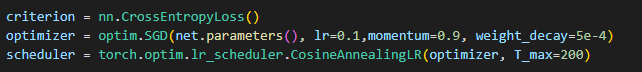 criterion = nn.CrossEntropyLoss()
optimizer = optim.SGD(net.parameters(), lr=0.1,momentum=0.9, weight_decay=5e-4)
scheduler = torch.optim.lr_scheduler.CosineAnnealingLR(optimizer, T_max=200)